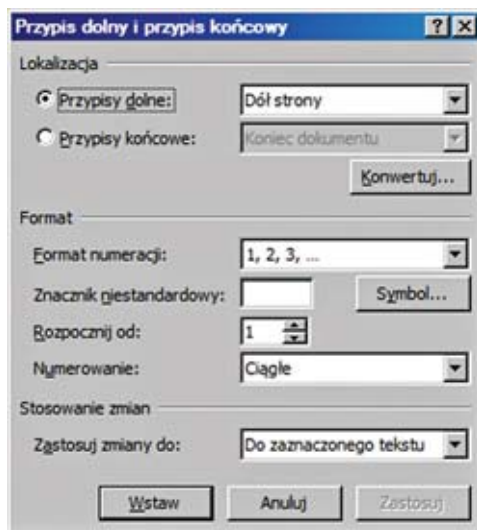 Przypis dolny i przypis końcowy
Lokalizacja
Przypisy dolne: Dół strony
Przypisy końcowe: Koniec dokumentu
Konwertuj...
Format
Format numeracji: 1, 2, 3, ...
Znacznik niestandardowy: Symbol...
Rozpocznij od: 1
Numerowanie: Ciągłe
Stosowanie zmian
Zastosuj zmiany do: Do zaznaczonego tekstu
Wstaw Anuluj Zastosuj